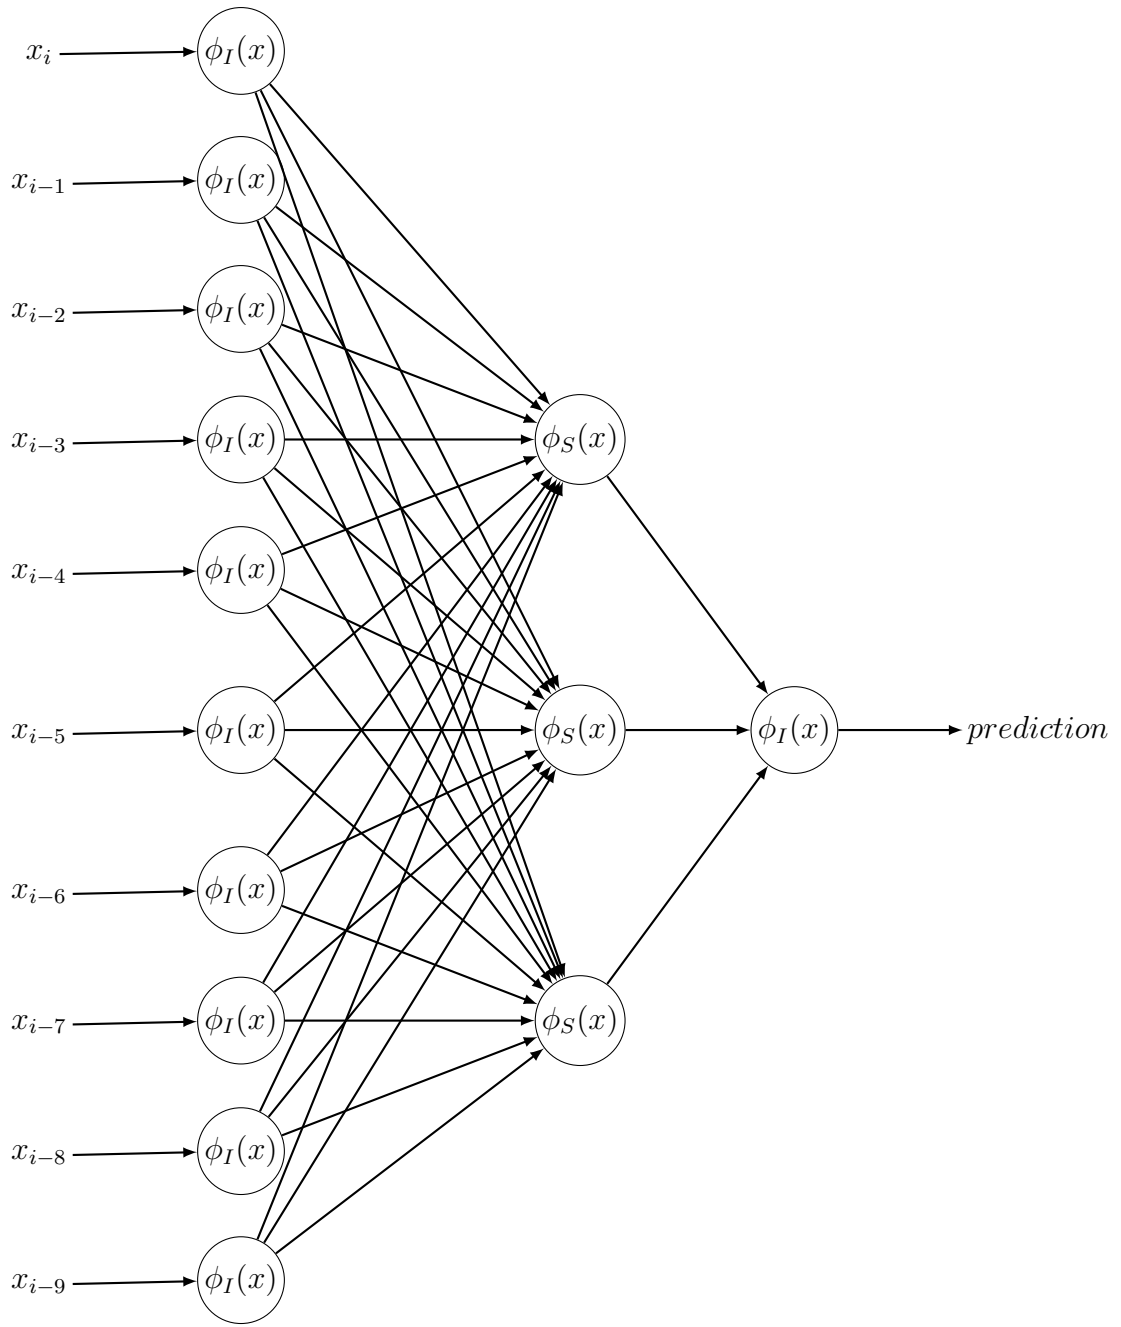 x_i ϕ_I(x)
x_{i−1} ϕ_I(x)
x_{i−2} ϕ_I(x)
x_{i−3} ϕ_I(x) ϕ_S(x)
x_{i−4} ϕ_I(x)
x_{i−5} ϕ_I(x) ϕ_S(x) ϕ_I(x) prediction
x_{i−6} ϕ_I(x)
x_{i−7} ϕ_I(x) ϕ_S(x)
x_{i−8} ϕ_I(x)
x_{i−9} ϕ_I(x)